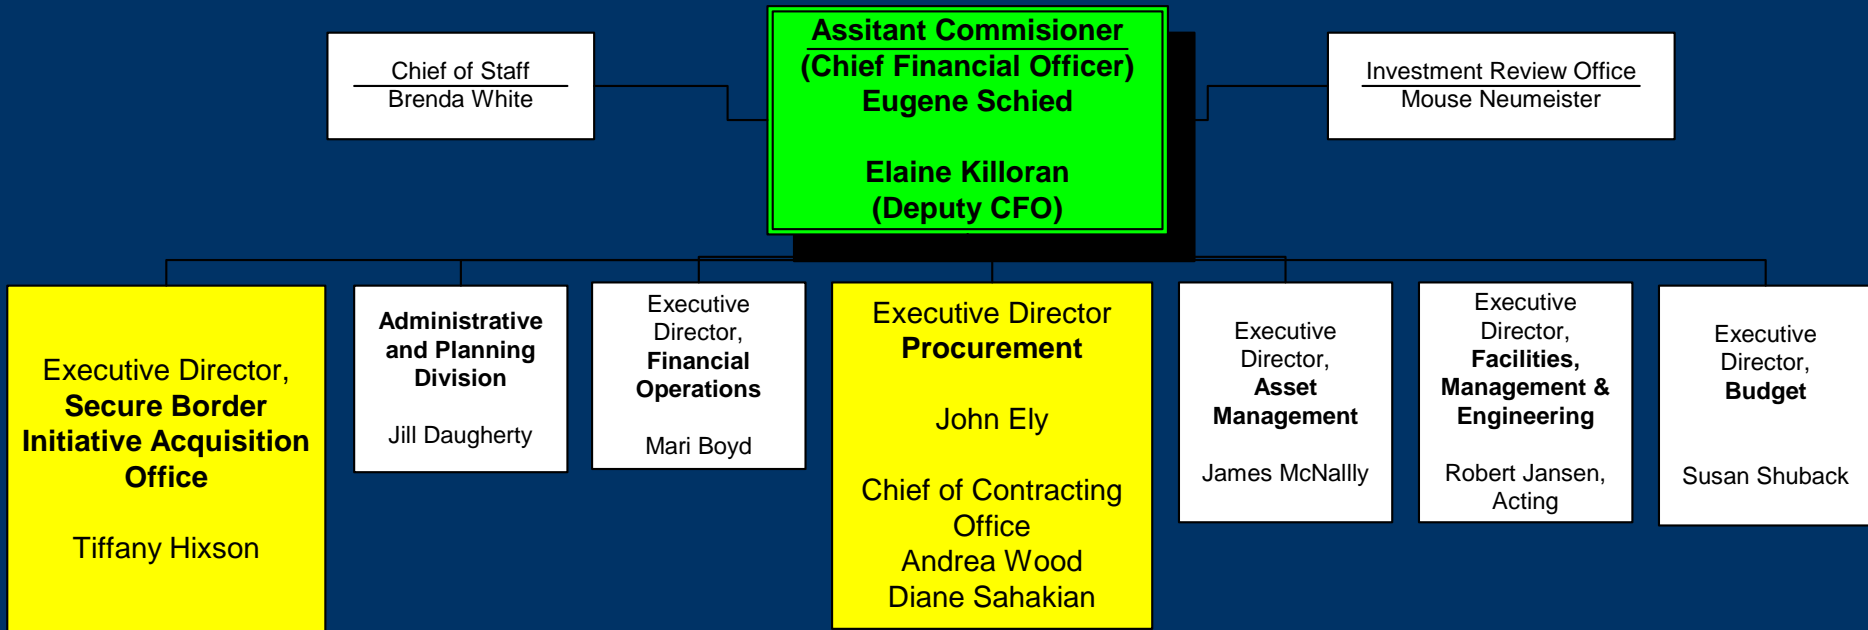 Chief of Staff
Brenda White
Assitant Commisioner
(Chief Financial Officer)
Eugene Schied
Elaine Killoran
(Deputy CFO)
Investment Review Office
Mouse Neumeister
Executive Director,
Secure Border
Initiative Acquisition
Office
Tiffany Hixson
Administrative
and Planning
Division
Jill Daugherty
Executive
Director,
Financial
Operations
Mari Boyd
Executive Director
Procurement
John Ely
Chief of Contracting
Office
Andrea Wood
Diane Sahakian
Executive
Director,
Asset
Management
James McNallly
Executive
Director,
Facilities,
Management &
Engineering
Robert Jansen,
Acting
Executive
Director,
Budget
Susan Shuback